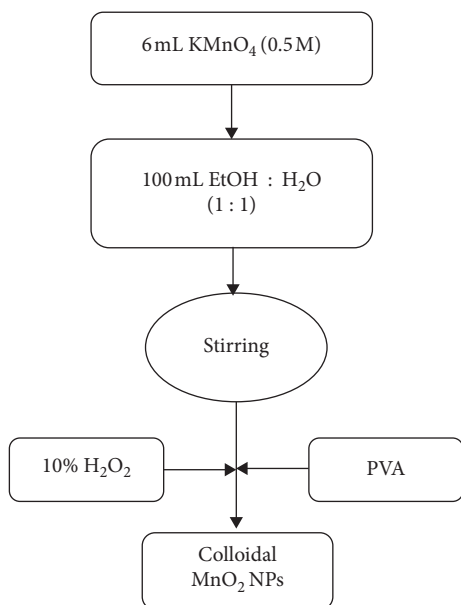 6 mL KMnO₄ (0.5 M)
100 mL EtOH : H₂O
(1 : 1)
Stirring
10% H₂O₂
PVA
Colloidal
MnO₂ NPs